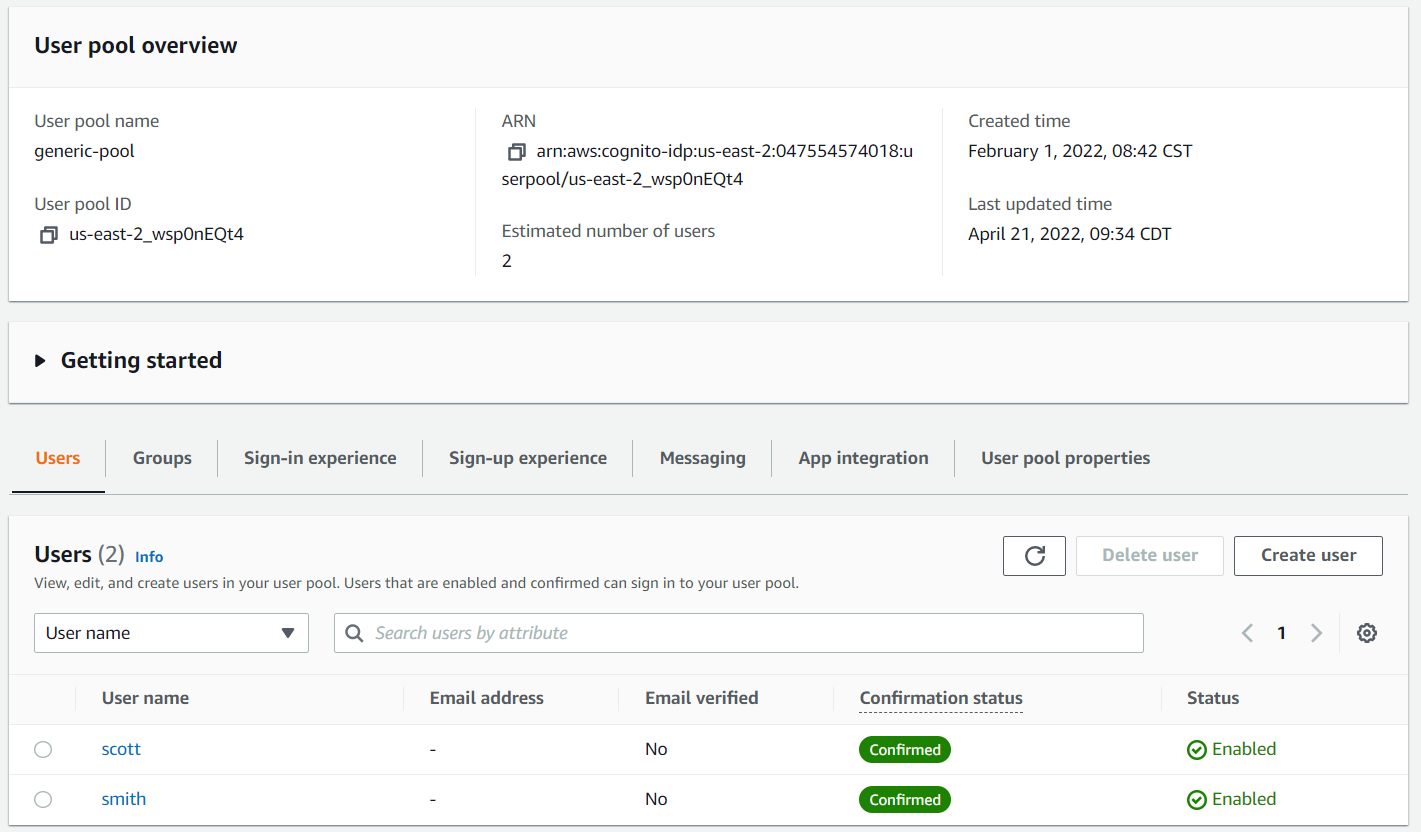 User pool overview
User pool name
generic-pool
User pool ID
us-east-2_wsp0nEQt4
ARN
arn:aws:cognito-idp:us-east-2:047554574018:u
serpool/us-east-2_wsp0nEQt4
Estimated number of users
2
Created time
February 1, 2022, 08:42 CST
Last updated time
April 21, 2022, 09:34 CDT
Getting started
Users Groups Sign-in experience Sign-up experience Messaging App integration User pool properties
Users (2) Info
View, edit, and create users in your user pool. Users that are enabled and confirmed can sign in to your user pool.
Delete user Create user
User name Search users by attribute 1
User name Email address Email verified Confirmation status Status
scott - No Confirmed Enabled
smith - No Confirmed Enabled